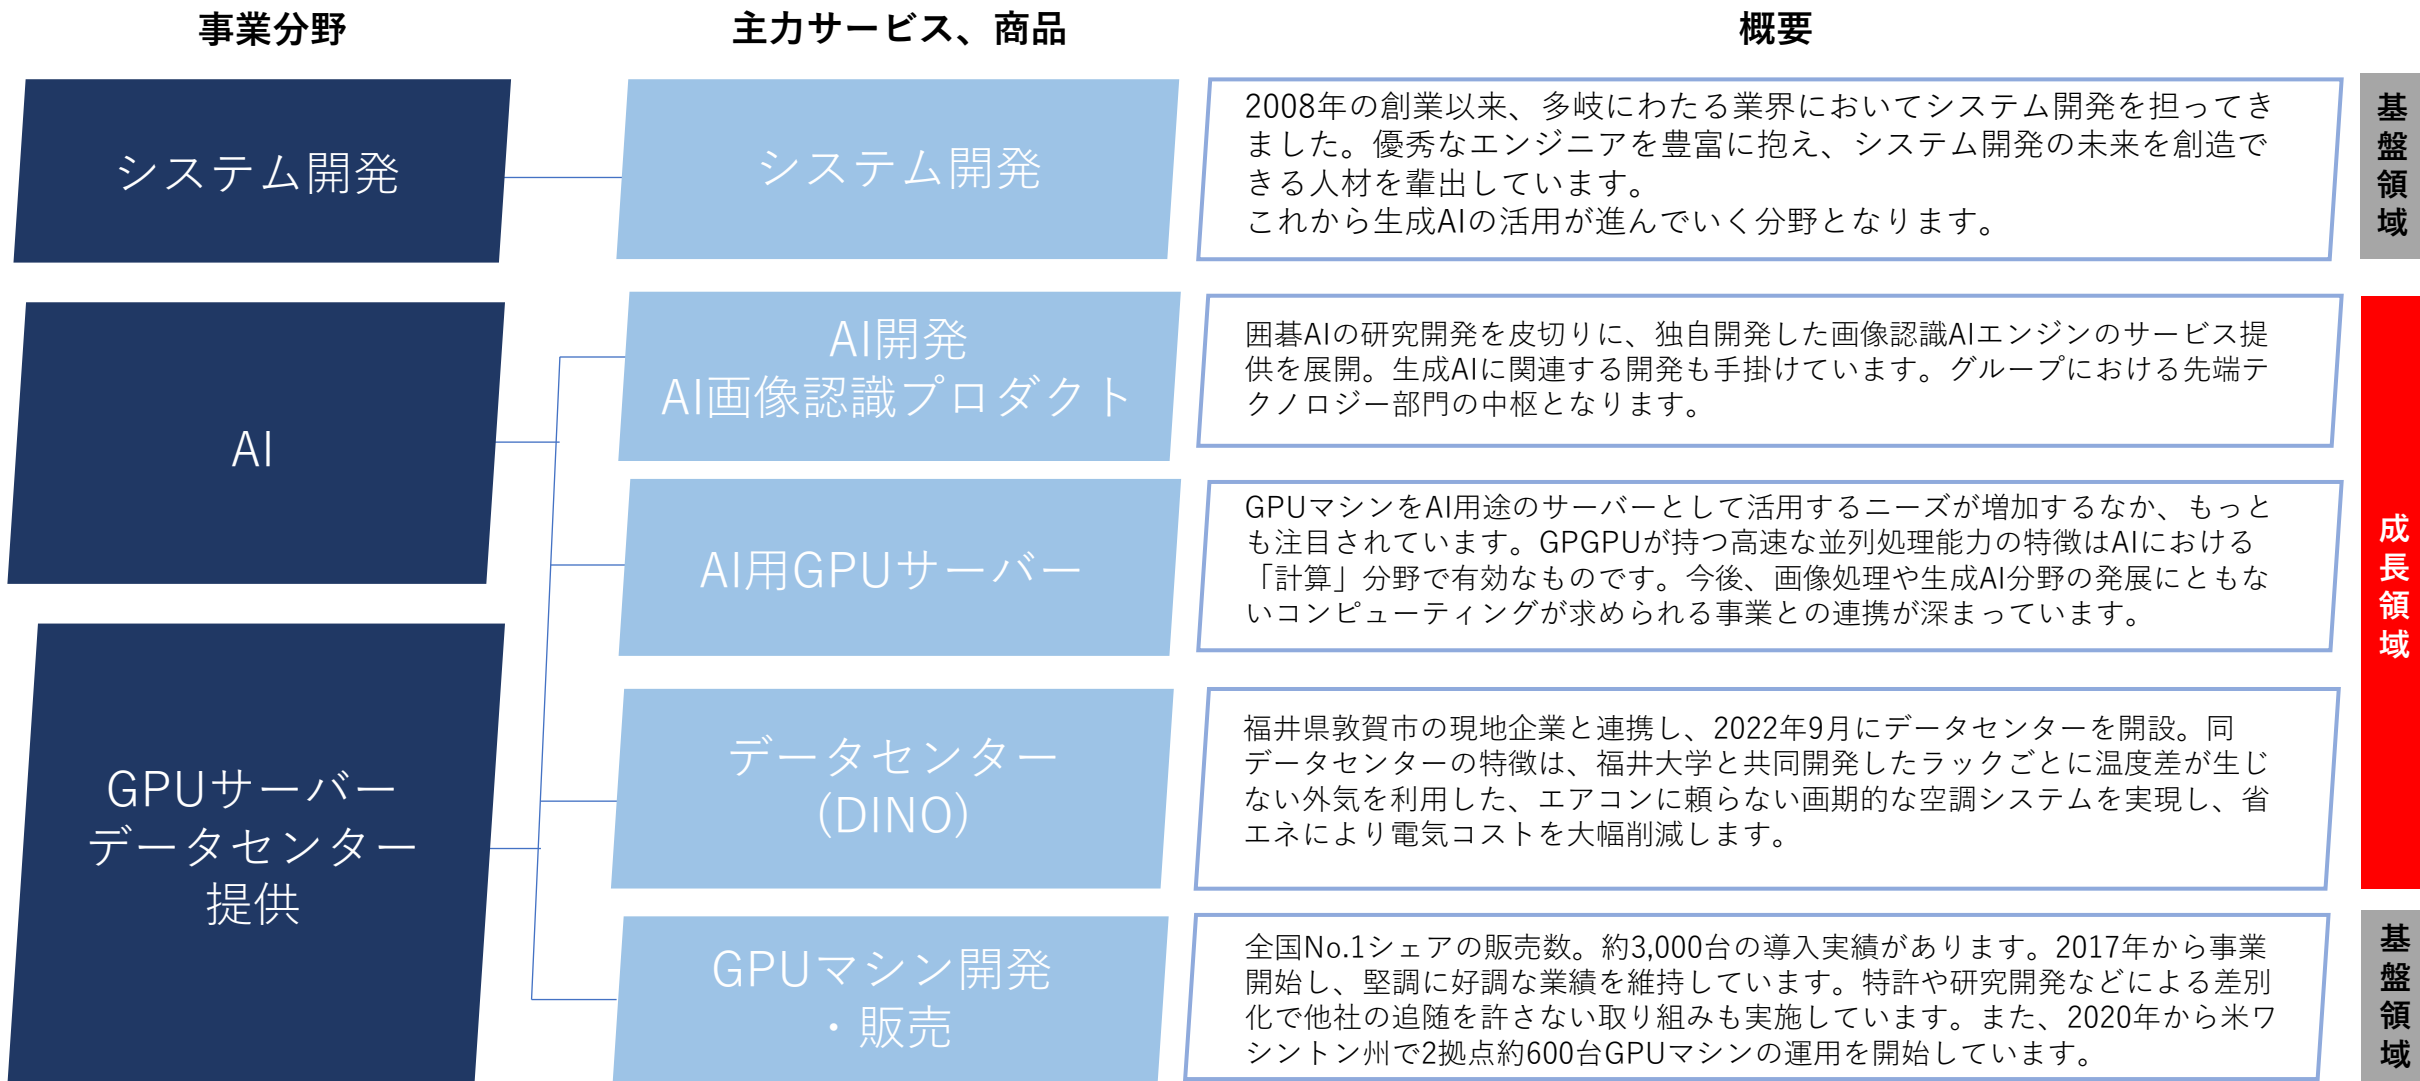 事業分野
主力サービス、商品
概要
システム開発
システム開発
2008年の創業以来、多岐にわたる業界においてシステム開発を担ってき
ました。優秀なエンジニアを豊富に抱え、システム開発の未来を創造で
きる人材を輩出しています。
これから生成AIの活用が進んでいく分野となります。
基盤領域
AI
AI開発
AI画像認識プロダクト
囲碁AIの研究開発を皮切りに、独自開発した画像認識AIエンジンのサービス提
供を展開。生成AIに関連する開発も手掛けています。グループにおける先端テ
クノロジー部門の中枢となります。
AI用GPUサーバー
GPUマシンをAI用途のサーバーとして活用するニーズが増加するなか、もっと
も注目されています。GPGPUが持つ高速な並列処理能力の特徴はAIにおける
「計算」分野で有効なものです。今後、画像処理や生成AI分野の発展にともな
いコンピューティングが求められる事業との連携が深まっています。
成長領域
GPUサーバー
データセンター
提供
データセンター
(DINO)
福井県敦賀市の現地企業と連携し、2022年9月にデータセンターを開設。同
データセンターの特徴は、福井大学と共同開発したラックごとに温度差が生じ
ない外気を利用した、エアコンに頼らない画期的な空調システムを実現し、省
エネにより電気コストを大幅削減します。
GPUマシン開発
・販売
全国No.1シェアの販売数。約3,000台の導入実績があります。2017年から事業
開始し、堅調に好調な業績を維持しています。特許や研究開発などによる差別
化で他社の追随を許さない取り組みも実施しています。また、2020年から米ワ
シントン州で2拠点約600台GPUマシンの運用を開始しています。
基盤領域